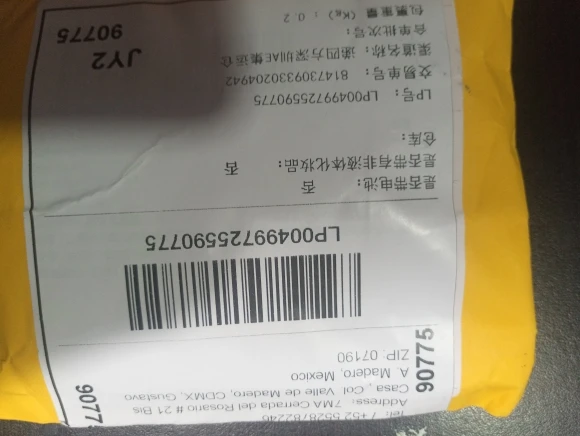 Tel: / +52 5528782246
Address: 7MA Cerrada del Rosario # 21 Bis
Casa , Col. Valle de Madero, CDMX, Gustavo
A. Madero, Mexico
ZIP: 07190
90775
9077
LP00499725590775
是否带电池: 否
是否带有非液体化妆品: 否
仓库:
LP号: LP00499725590775
交易单号: 8147309330204942
渠道名称: 递四方深圳AE集运仓
合单批次号:
包裹重量 (Kg) : 0.2
JY2
90775